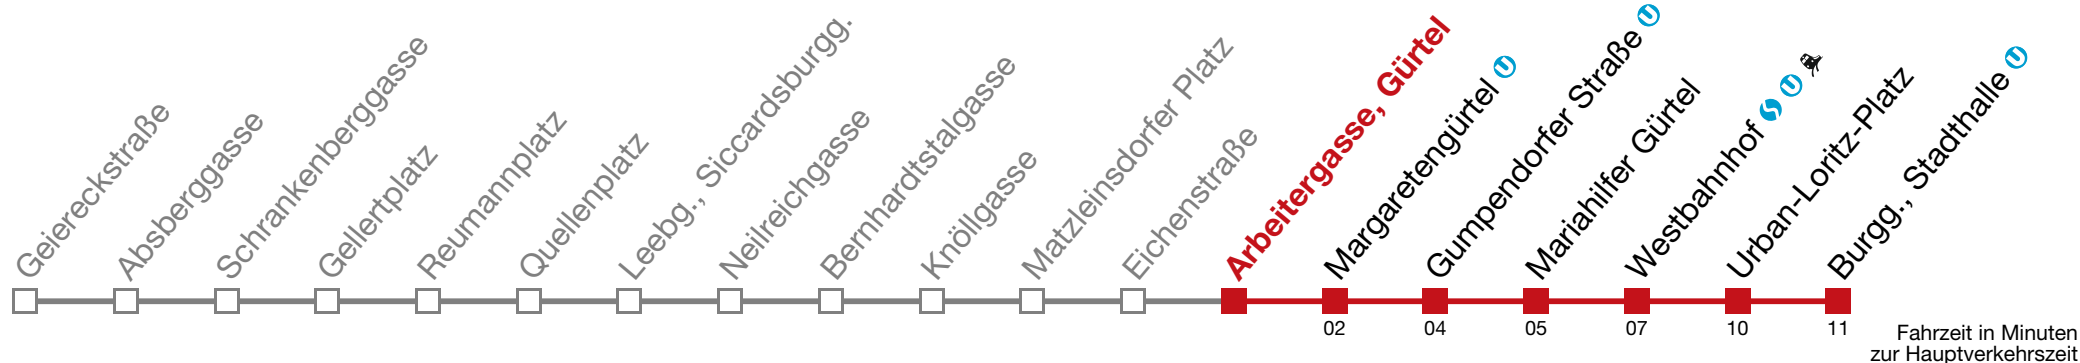 Geiereckstraße
Absberggasse
Schrankenberggasse
Gellertplatz
Reumannplatz
Quellenplatz
Leebg., Siccardsburgg.
Neilreichgasse
Bernhardtstalgasse
Knöllgasse
Matzleinsdorfer Platz
Eichenstraße
Arbeitergasse, Gürtel
Margaretengürtel U
Gumpendorfer Straße U
Mariahilfer Gürtel
Westbahnhof S U
Urban-Loritz-Platz
Burgg., Stadthalle U
02 04 05 07 10 11
Fahrzeit in Minuten
zur Hauptverkehrszeit